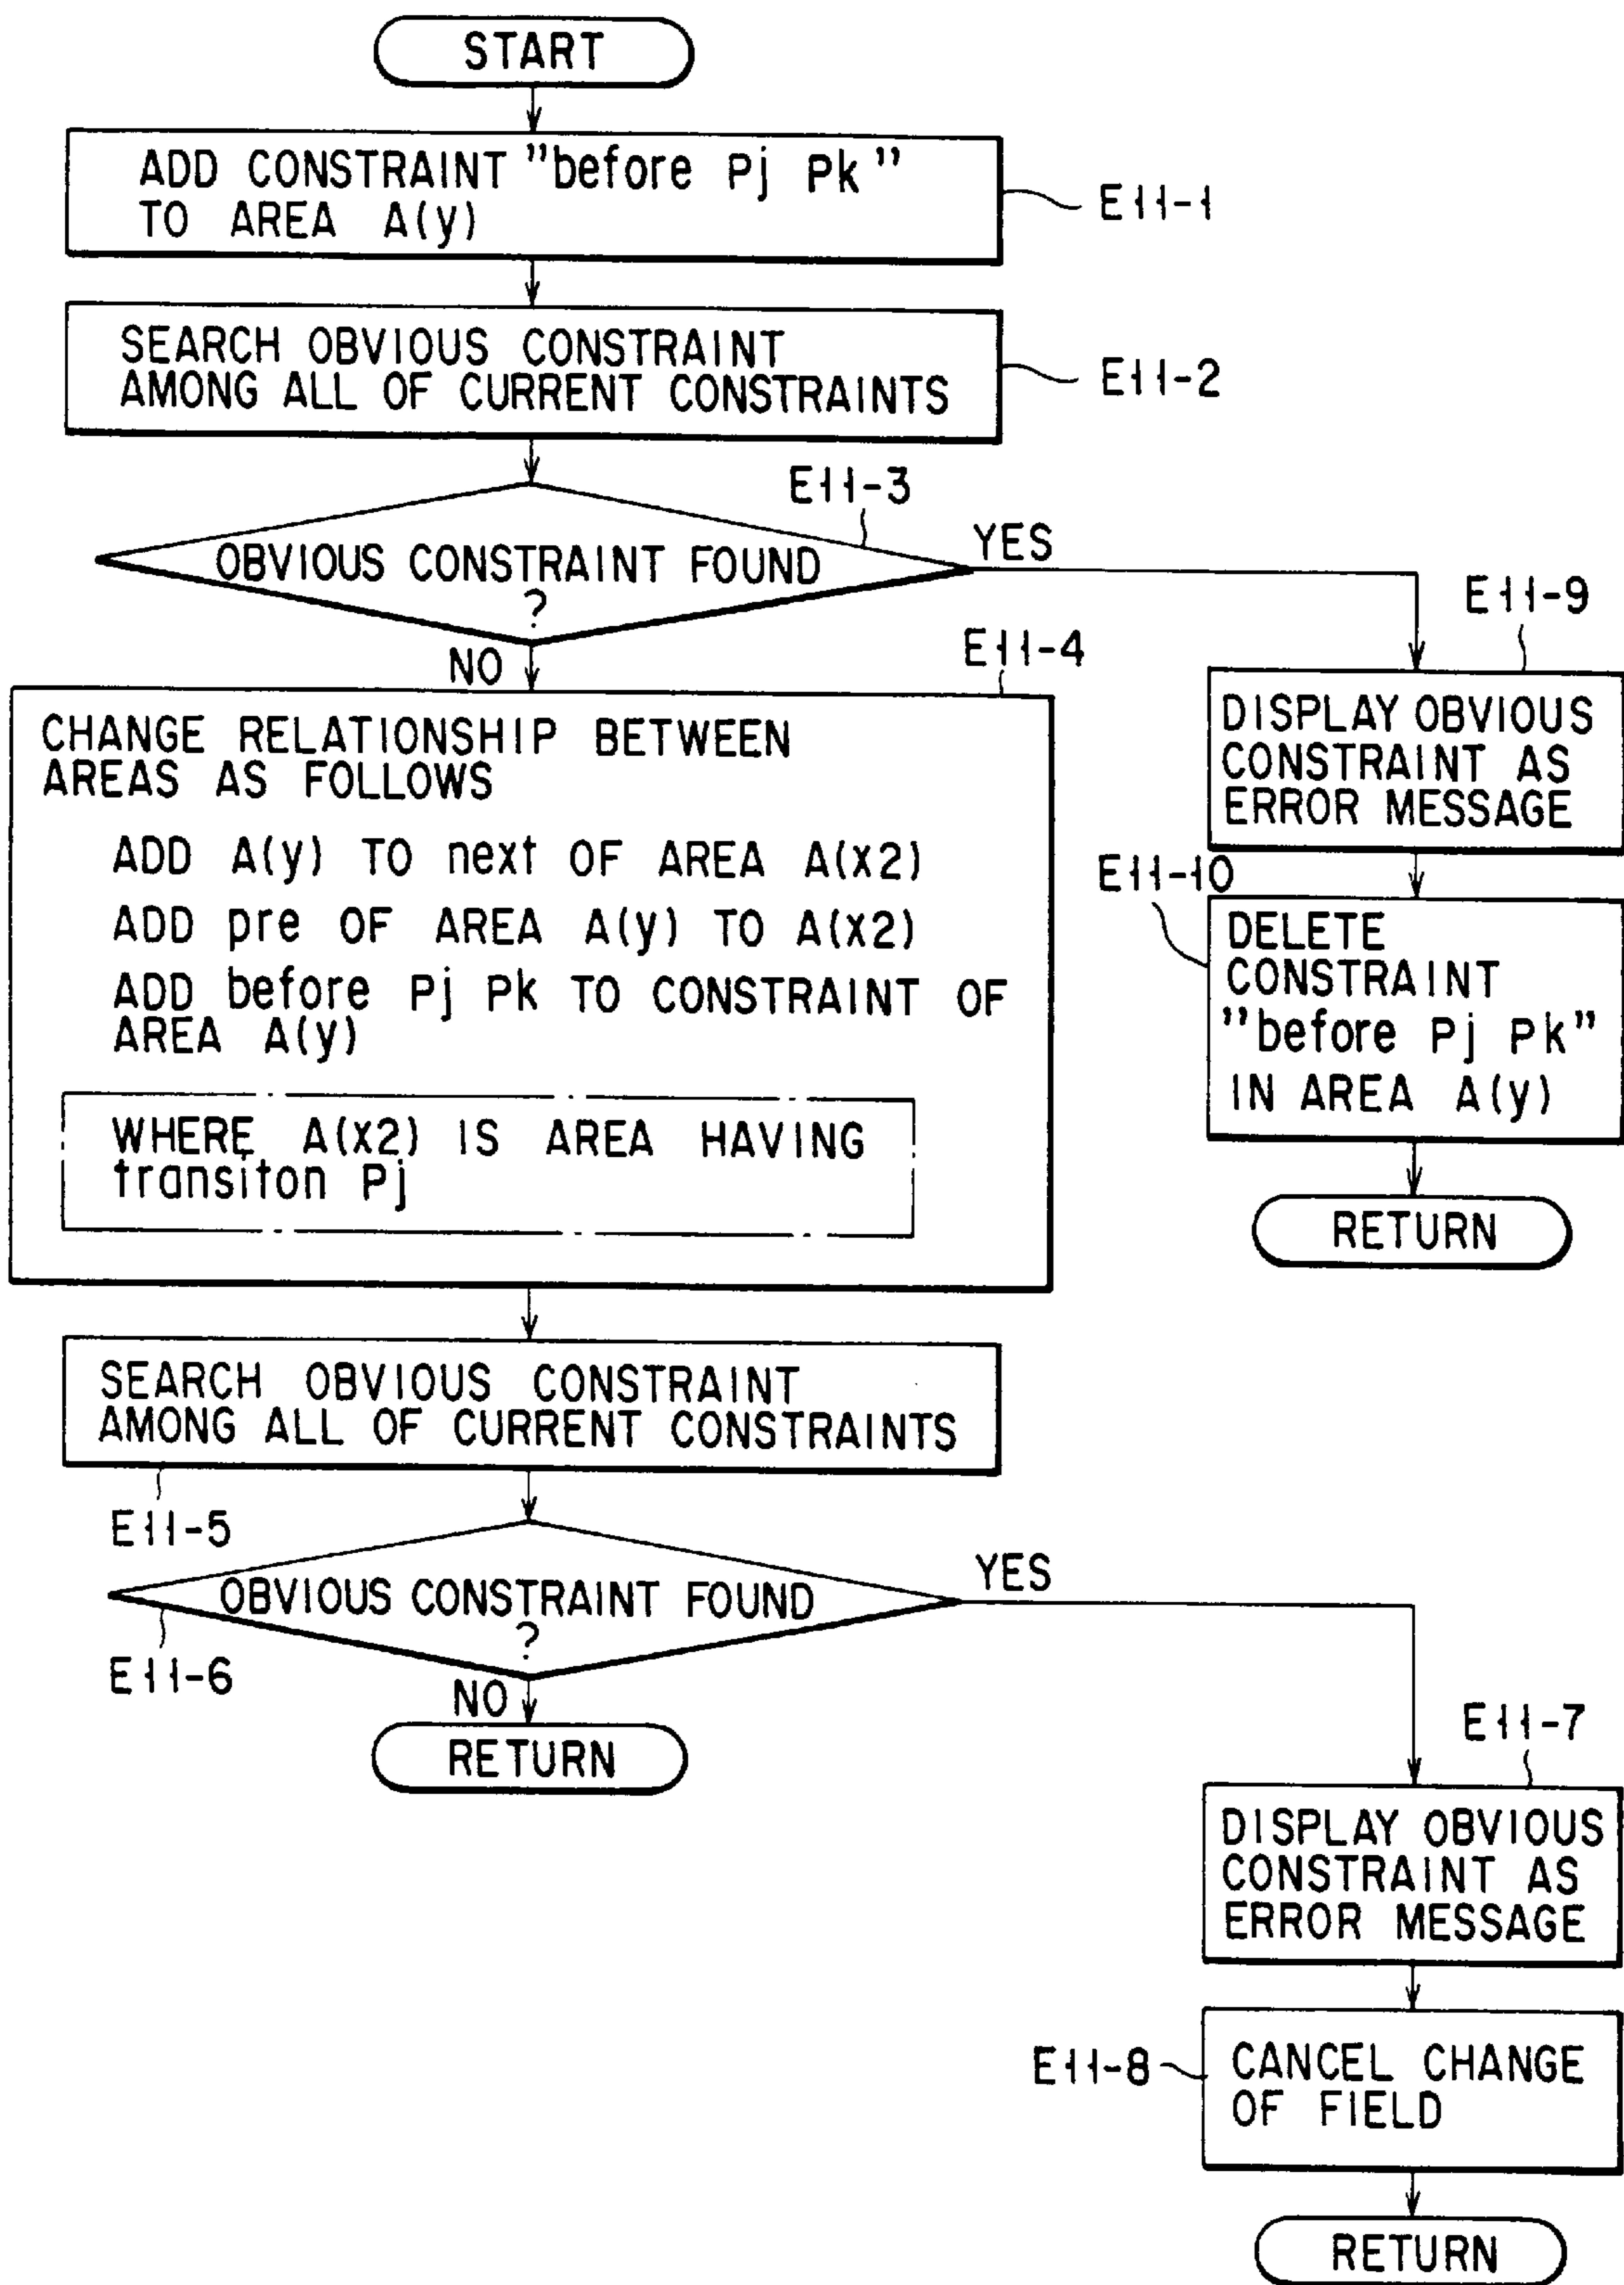 START
ADD CONSTRAINT "before Pj Pk"
TO AREA A(y)
E11-1
SEARCH OBVIOUS CONSTRAINT
AMONG ALL OF CURRENT CONSTRAINTS
E11-2
E11-3
OBVIOUS CONSTRAINT FOUND
?
YES
NO
E11-4
CHANGE RELATIONSHIP BETWEEN
AREAS AS FOLLOWS
ADD A(y) TO next OF AREA A(x2)
ADD pre OF AREA A(y) TO A(x2)
ADD before Pj Pk TO CONSTRAINT OF
AREA A(y)
WHERE A(x2) IS AREA HAVING
transiton Pj
E11-9
DISPLAY OBVIOUS
CONSTRAINT AS
ERROR MESSAGE
E11-10
DELETE
CONSTRAINT
"before Pj Pk"
IN AREA A(y)
RETURN
SEARCH OBVIOUS CONSTRAINT
AMONG ALL OF CURRENT CONSTRAINTS
E11-5
OBVIOUS CONSTRAINT FOUND
?
YES
E11-6
NO
RETURN
E11-7
DISPLAY OBVIOUS
CONSTRAINT AS
ERROR MESSAGE
E11-8
CANCEL CHANGE
OF FIELD
RETURN